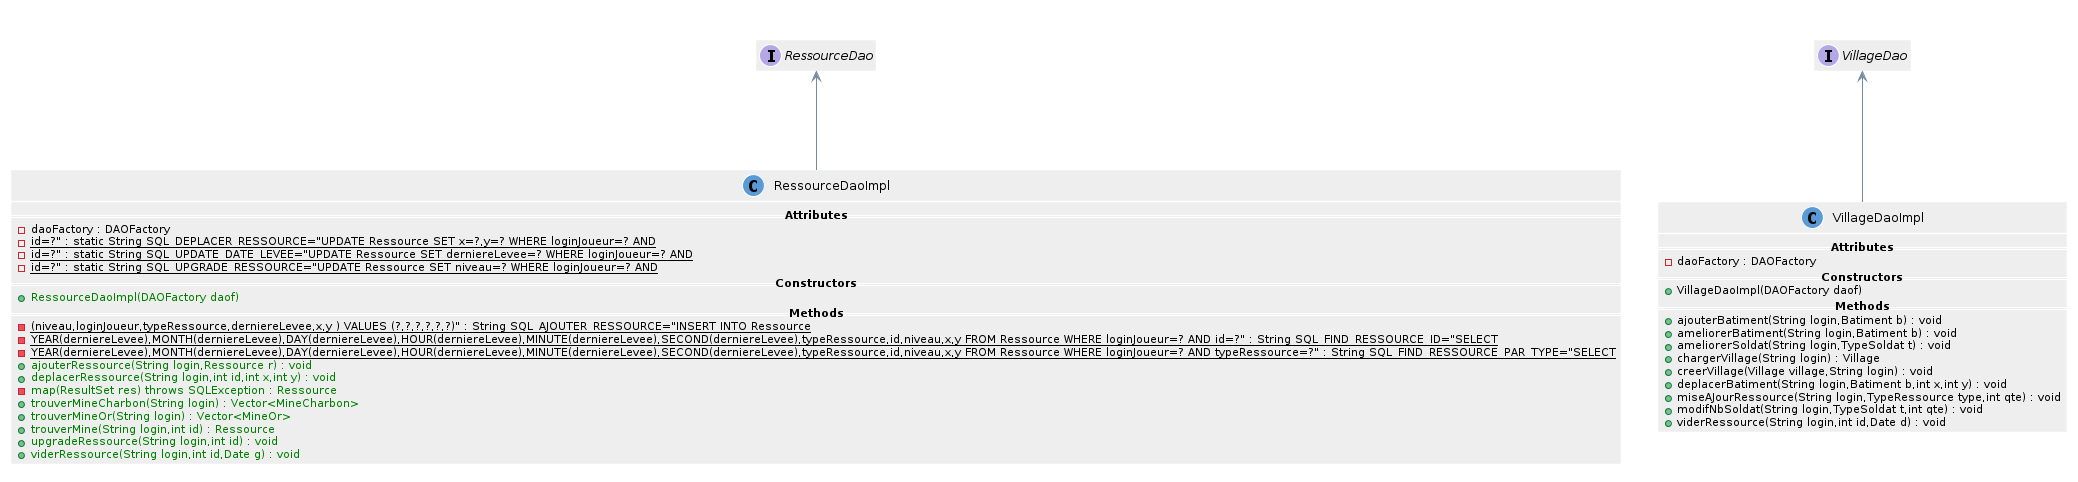 I RessourceDao
C RessourceDaoImpl
Attributes
daoFactory : DAOFactory
id=?" : static String SQL_DEPLACER_RESSOURCE="UPDATE Ressource SET x=?,y=? WHERE loginJoueur=? AND
id=?" : static String SQL_UPDATE_DATE_LEVEE="UPDATE Ressource SET derniereLevee=? WHERE loginJoueur=? AND
id=?" : static String SQL_UPGRADE_RESSOURCE="UPDATE Ressource SET niveau=? WHERE loginJoueur=? AND
Constructors
RessourceDaoImpl(DAOFactory daof)
Methods
(niveau,loginJoueur,typeRessource,derniereLevee,x,y ) VALUES (?,?,?,?,?,?)" : String SQL_AJOUTER_RESSOURCE="INSERT INTO Ressource
YEAR(derniereLevee),MONTH(derniereLevee),DAY(derniereLevee),HOUR(derniereLevee),MINUTE(derniereLevee),SECOND(derniereLevee),typeRessource,id,niveau,x,y FROM Ressource WHERE loginJoueur=? AND id=?" : String SQL_FIND_RESSOURCE_ID="SELECT
YEAR(derniereLevee),MONTH(derniereLevee),DAY(derniereLevee),HOUR(derniereLevee),MINUTE(derniereLevee),SECOND(derniereLevee),typeRessource,id,niveau,x,y FROM Ressource WHERE loginJoueur=? AND typeRessource=?" : String SQL_FIND_RESSOURCE_PAR_TYPE="SELECT
ajouterRessource(String login,Ressource r) : void
deplacerRessource(String login,int id,int x,int y) : void
map(ResultSet res) throws SQLException : Ressource
trouverMineCharbon(String login) : Vector<MineCharbon>
trouverMineOr(String login) : Vector<MineOr>
trouverMine(String login,int id) : Ressource
upgradeRessource(String login,int id) : void
viderRessource(String login,int id,Date g) : void
I VillageDao
C VillageDaoImpl
Attributes
daoFactory : DAOFactory
Constructors
VillageDaoImpl(DAOFactory daof)
Methods
ajouterBatiment(String login,Batiment b) : void
ameliorerBatiment(String login,Batiment b) : void
ameliorerSoldat(String login,TypeSoldat t) : void
chargerVillage(String login) : Village
creerVillage(Village village,String login) : void
deplacerBatiment(String login,Batiment b,int x,int y) : void
miseAJourRessource(String login,TypeRessource type,int qte) : void
modifNbSoldat(String login,TypeSoldat t,int qte) : void
viderRessource(String login,int id,Date d) : void